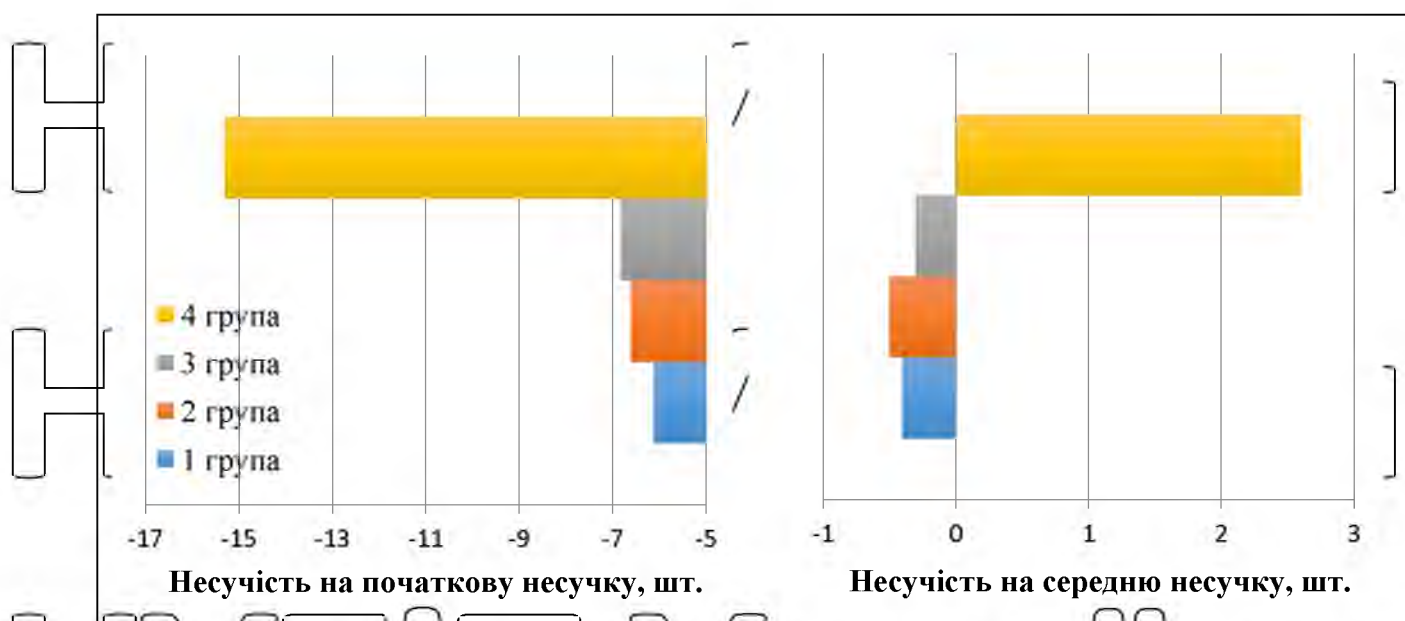 4 група
3 група
2 група
1 група
-17 -15 -13 -11 -9 -7 -5
Несучість на початкову несучку, шт.
-1 0 1 2 3
Несучість на середню несучку, шт.